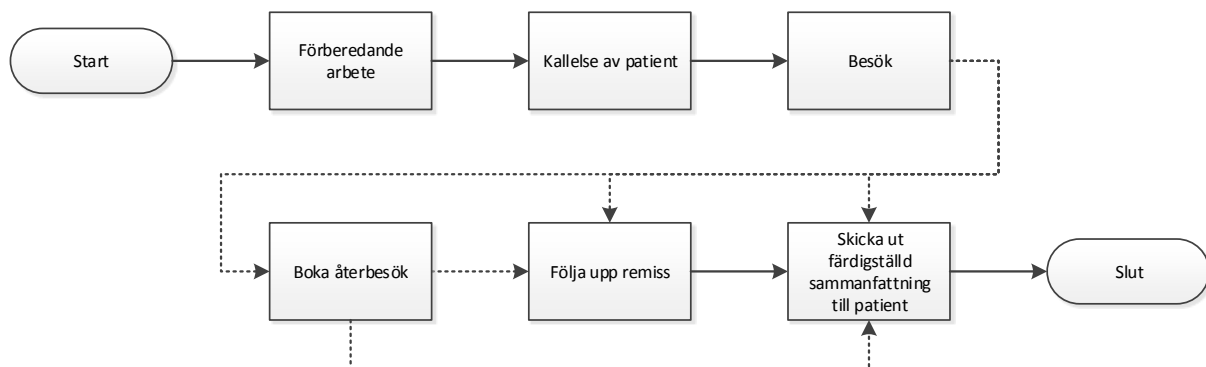 Start
Förberedande
arbete
Kallelse av patient
Besök
Boka återbesök
Följa upp remiss
Skicka ut
färdigställd
sammanfattning
till patient
Slut